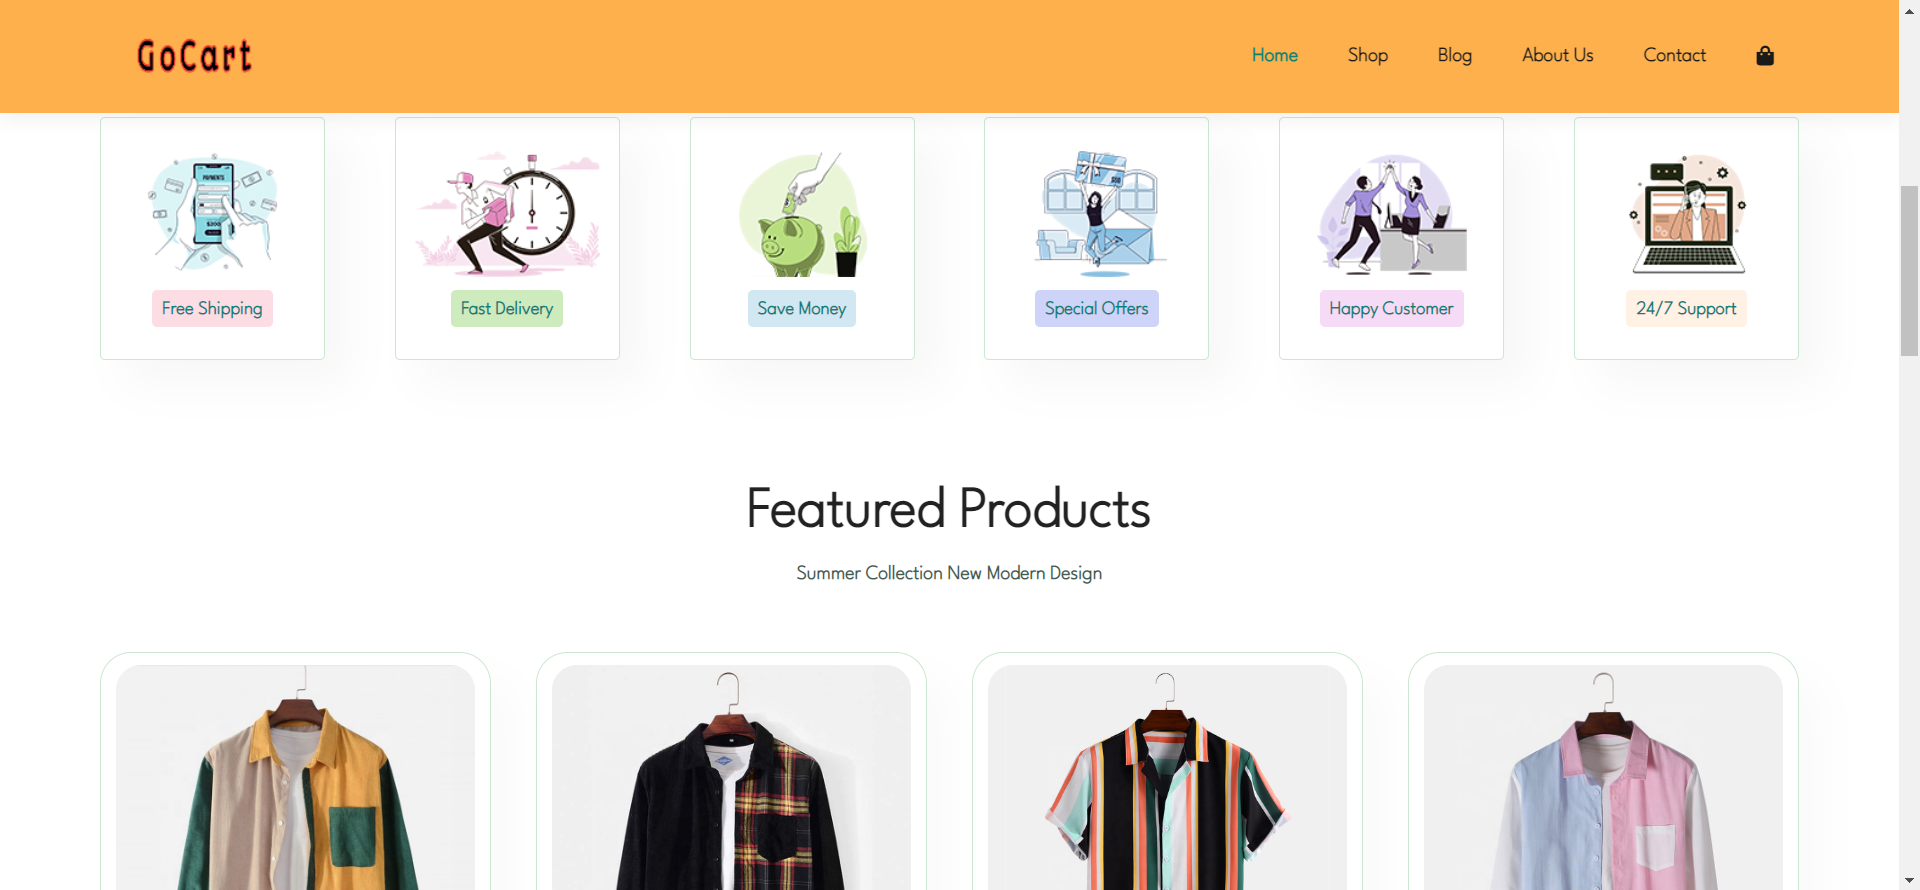 GoCart
Home Shop Blog About Us Contact
PAYMENTS
Free Shipping
Fast Delivery
Save Money
Special Offers
Happy Customer
24/7 Support
Featured Products
Summer Collection New Modern Design